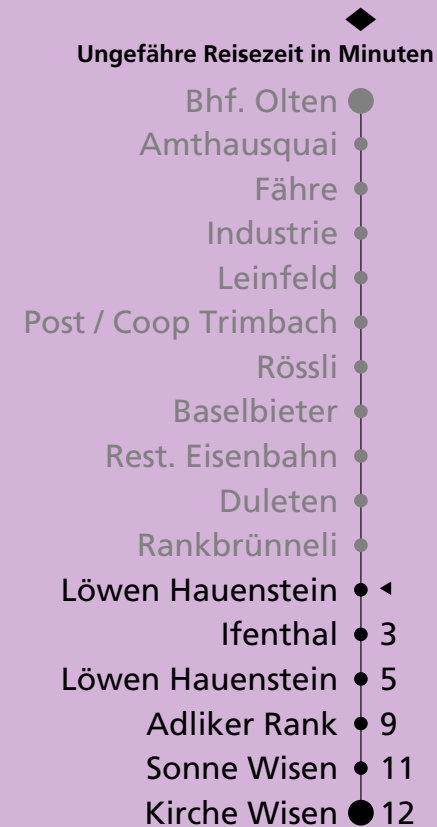 Ungefähre Reisezeit in Minuten
Bhf. Olten
Amthausquai
Fähre
Industrie
Leinfeld
Post / Coop Trimbach
Rössli
Baselbieter
Rest. Eisenbahn
Duleten
Rankbrünneli
Löwen Hauenstein
Ifenthal 3
Löwen Hauenstein 5
Adliker Rank 9
Sonne Wisen 11
Kirche Wisen 12